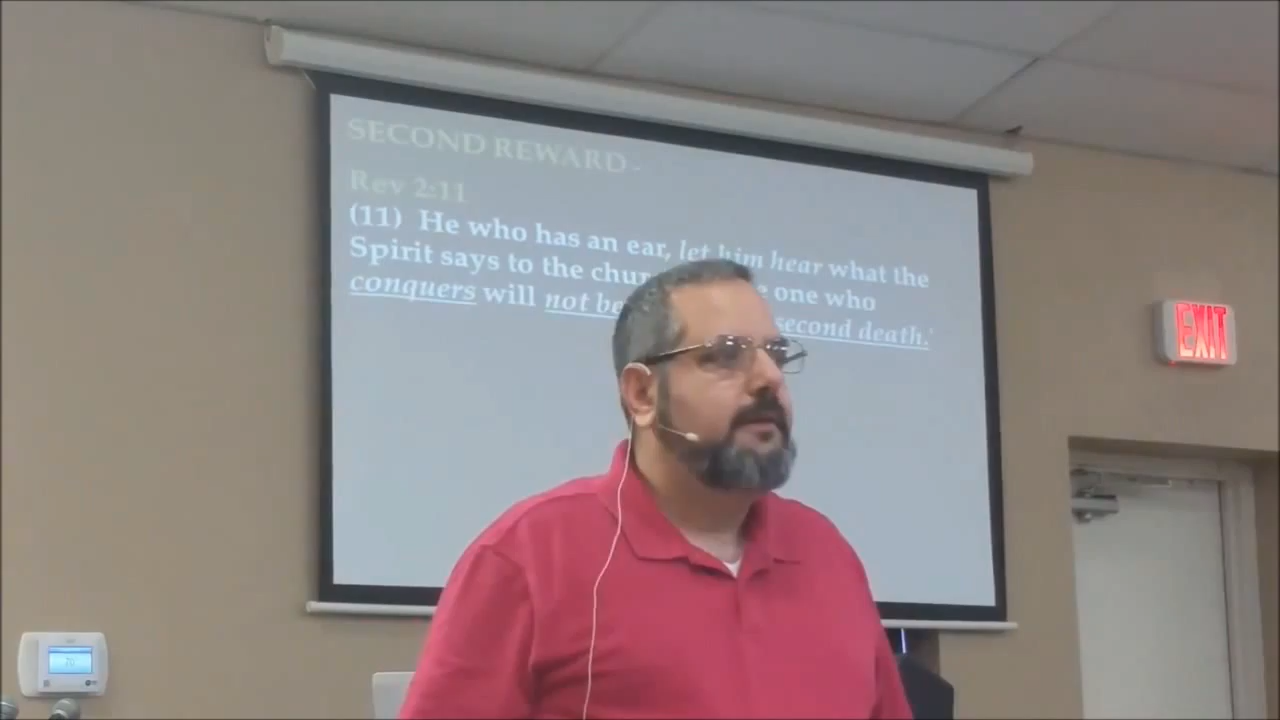 SECOND REWARD -
Rev 2:11
(11) He who has an ear, let him hear what the
Spirit says to the chur e one who
conquers will not be second death.'
EXIT
70